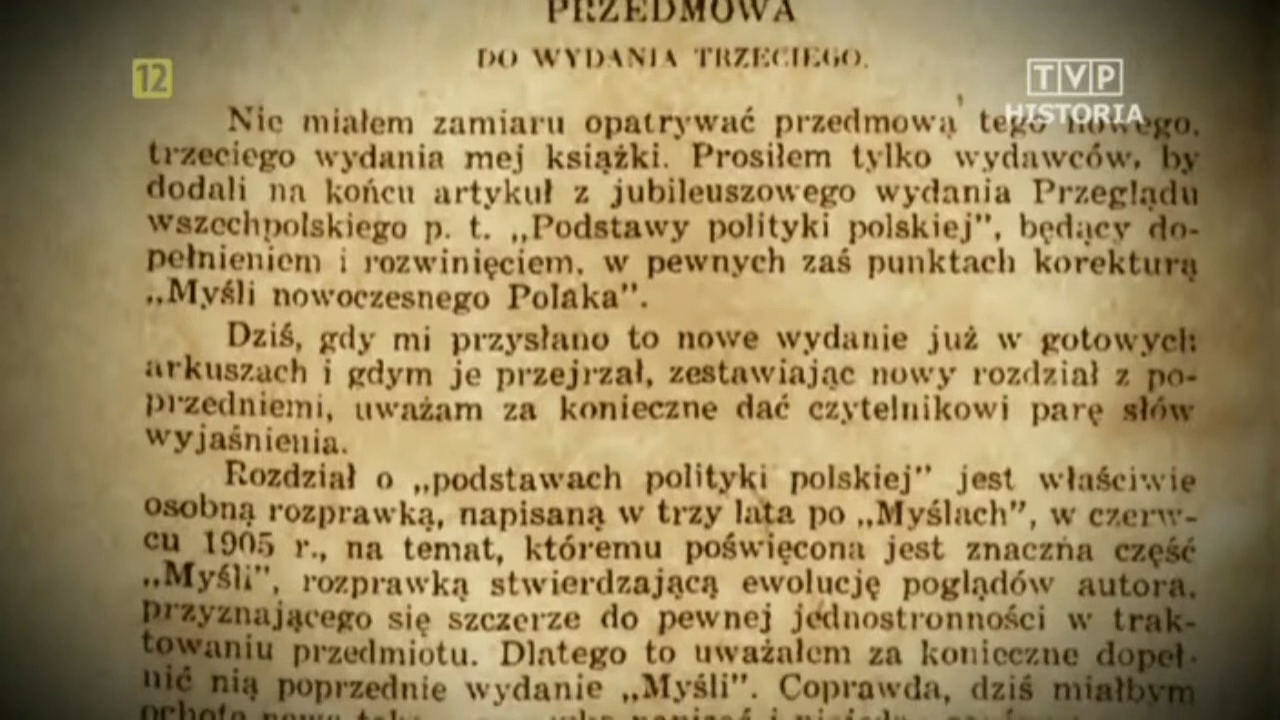 PRZEDMOWA
DO WYDANIA TRZECIEGO.
12
TVP
HISTORIA
Nie miałem zamiaru opatrywać przedmową tego nowego,
trzeciego wydania mej książki. Prosiłem tylko wydawców, by
dodali na końcu artykuł z jubileuszowego wydania Przeglądu
wszechpolskiego p. t. „Podstawy polityki polskiej”, będący do-
pełnieniem i rozwinięciem, w pewnych zaś punktach korekturą
„Myśli nowoczesnego Polaka”.
Dziś, gdy mi przysłano to nowe wydanie już w gotowych
arkuszach i gdym je przejrzał, zestawiając nowy rozdział z po-
przedniemi, uważam za konieczne dać czytelnikowi parę słów
wyjaśnienia.
Rozdział o „podstawach polityki polskiej” jest właściwie
osobną rozprawką, napisaną w trzy lata po „Myślach”, w czerw-
cu 1905 r., na temat, któremu poświęcona jest znaczna część
„Myśli”, rozprawką stwierdzającą ewolucję poglądów autora,
przyznającego się szczerze do pewnej jednostronności w trak-
towaniu przedmiotu. Dlatego to uważałem za konieczne dopeł-
nić nią poprzednie wydanie „Myśli”. Coprawda, dziś miałbym